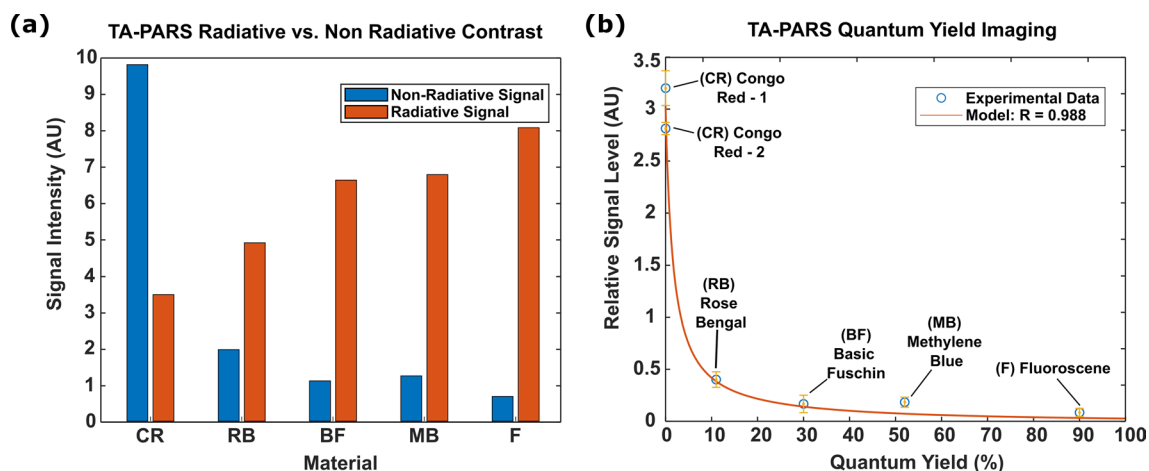 (a)
TA-PARS Radiative vs. Non Radiative Contrast
Signal Intensity (AU)
10
9
8
7
6
5
4
3
2
1
0
Non-Radiative Signal
Radiative Signal
CR RB BF MB F
Material
(b)
TA-PARS Quantum Yield Imaging
Relative Signal Level (AU)
3.5
3
2.5
2
1.5
1
0.5
0
(CR) Congo
Red - 1
(CR) Congo
Red - 2
Experimental Data
Model: R = 0.988
(RB)
Rose
Bengal
(BF)
Basic
Fuschin
(MB)
Methylene
Blue
(F) Fluoroscene
0 10 20 30 40 50 60 70 80 90 100
Quantum Yield (%)